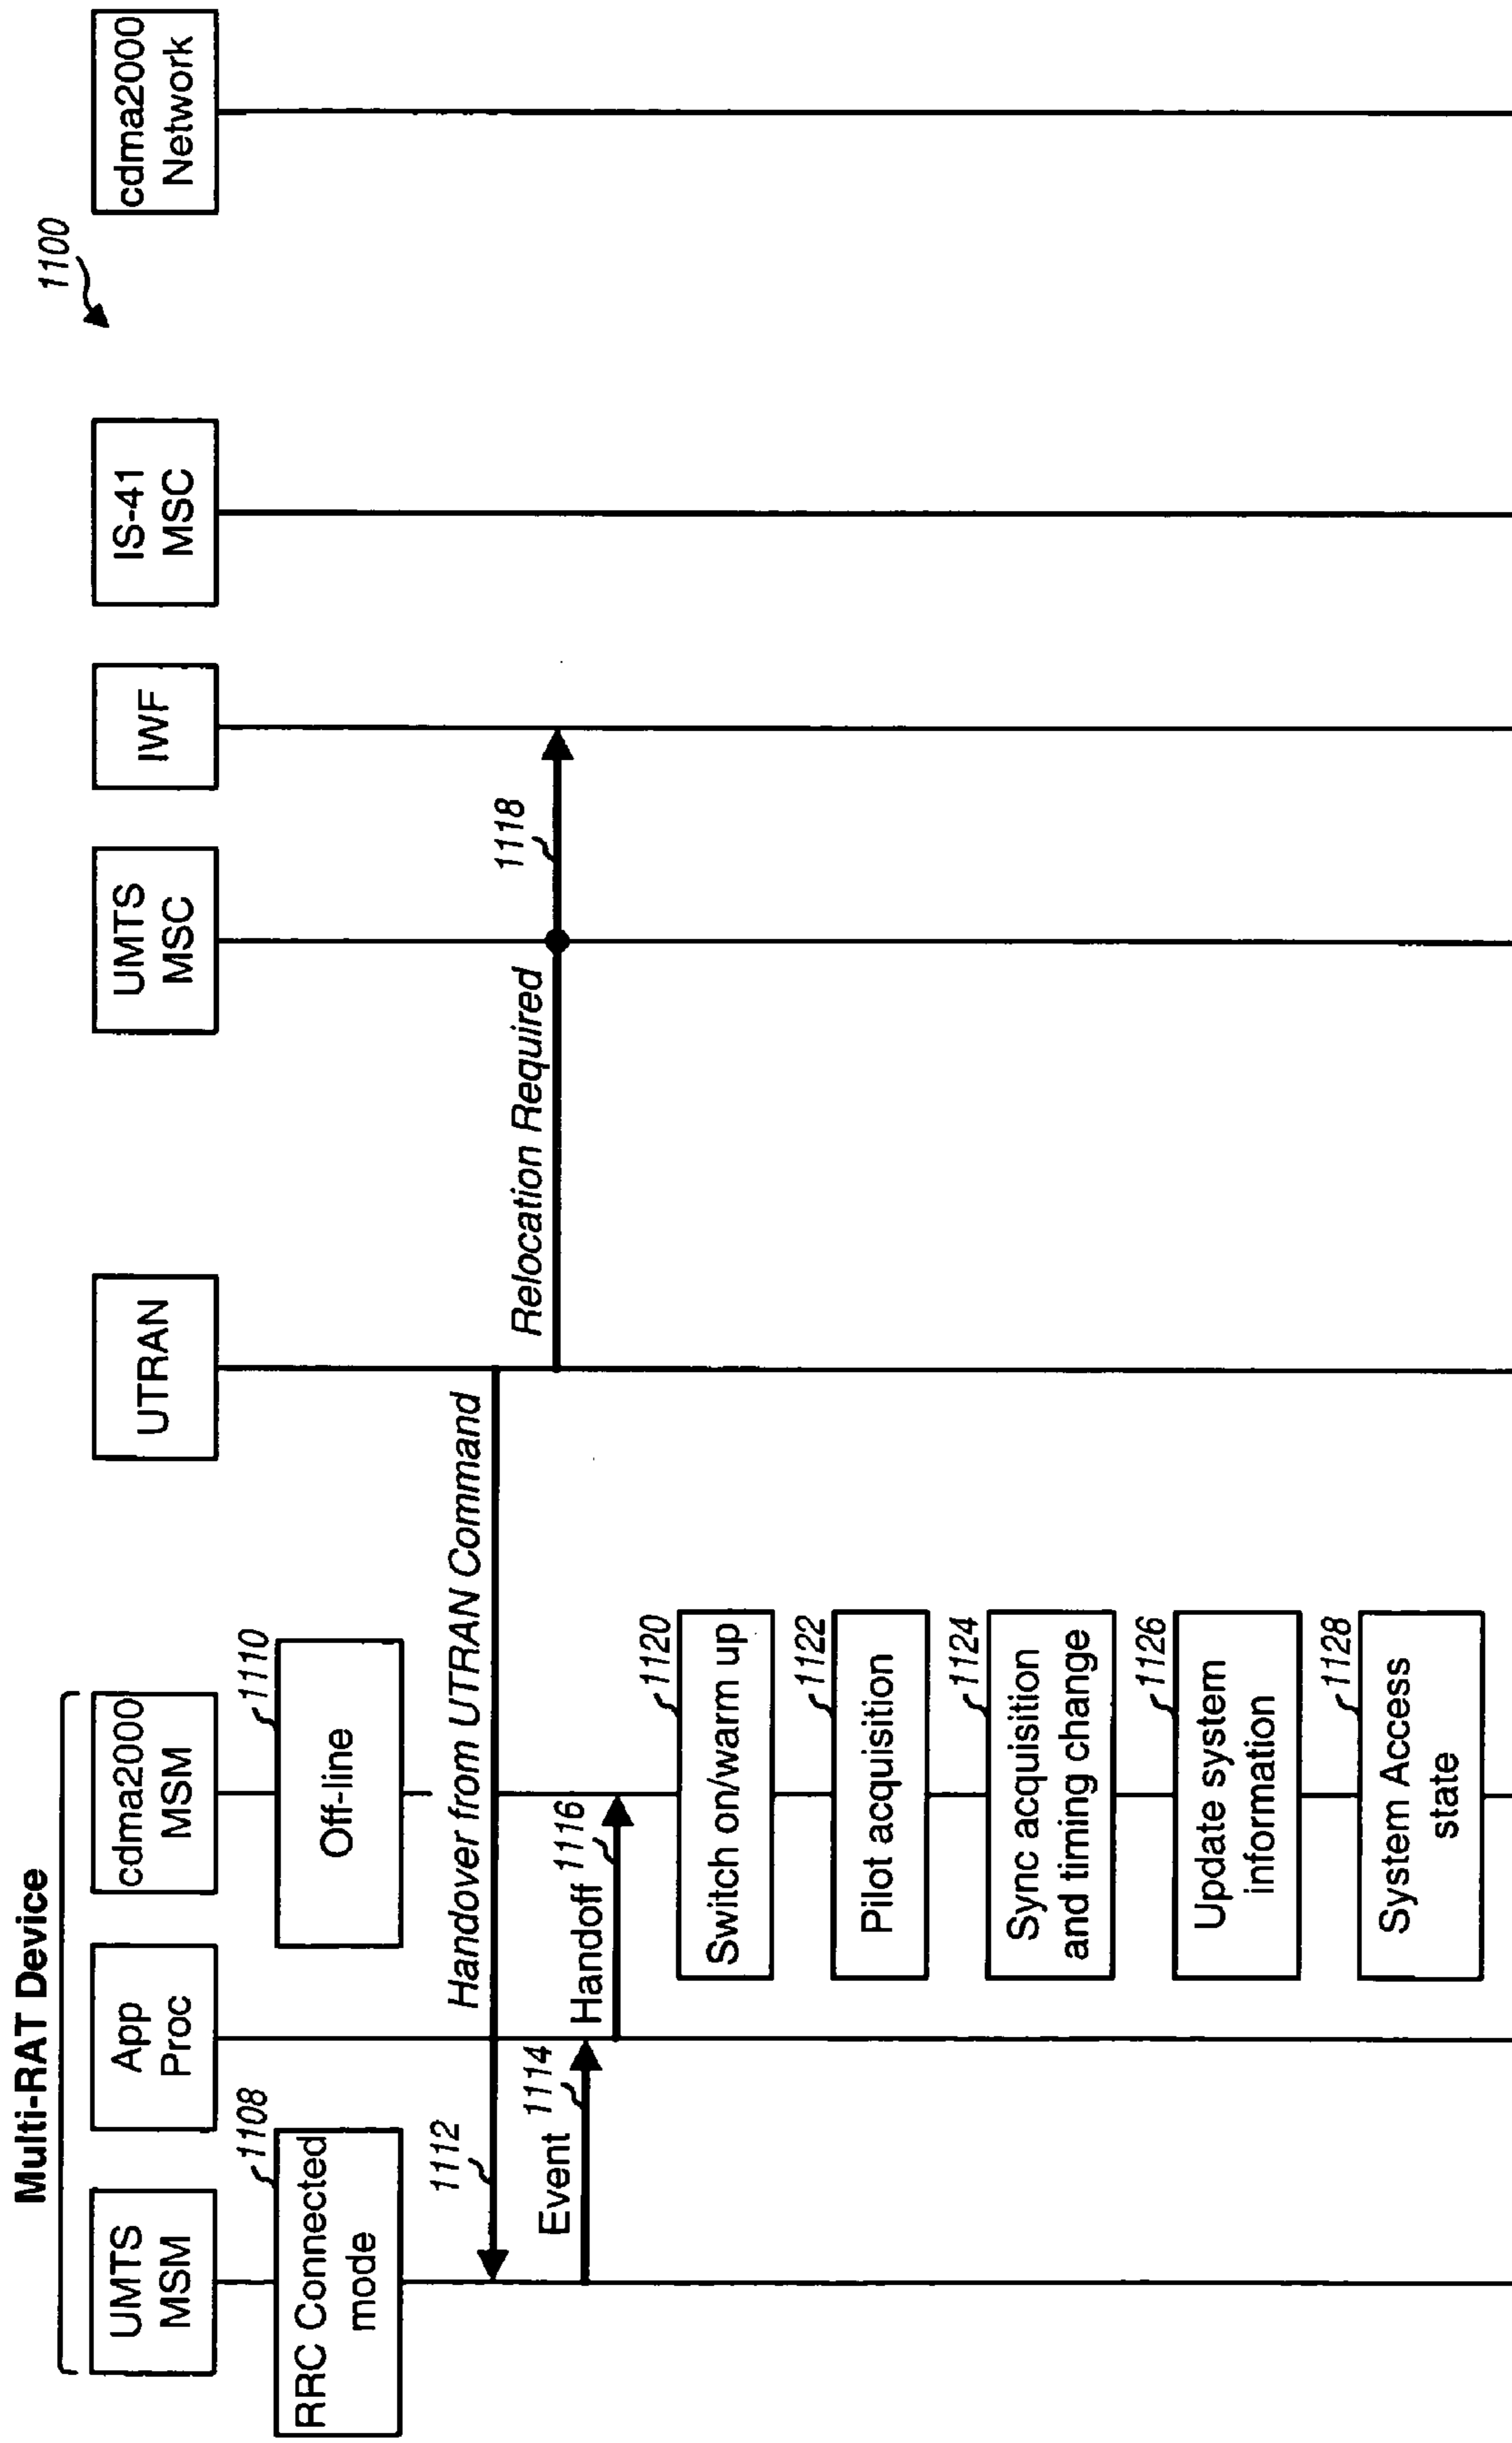 1100
Multi-RAT Device
UMTS
MSM
App
Proc
cdma2000
MSM
UTRAN
UMTS
MSC
IWF
IS-41
MSC
cdma2000
Network
1108
RRC Connected
mode
1110
Off-line
1112
Handover from UTRAN Command
Relocation Required
1118
Event
1114
Handoff
1116
1120
Switch on/warm up
1122
Pilot acquisition
1124
Sync acquisition
and timing change
1126
Update system
information
1128
System Access
state